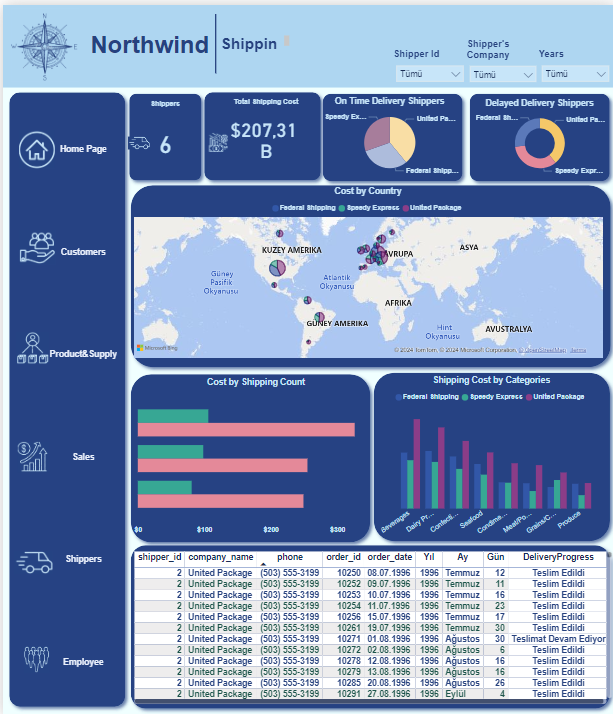 N
W
E
S
Northwind
Shippin
Shipper Id
Shipper's Company
Years
Tümü
Tümü
Tümü
Home Page
Customers
Product&Supply
Sales
Shippers
Employee
Shippers
6
Total Shipping Cost
$207,31
B
On Time Delivery Shippers
Speedy Ex...
United Pa...
Federal Shipp...
Delayed Delivery Shippers
Federal Sh...
United Pa...
Speedy Expr...
Cost by Country
Federal Shipping Speedy Express United Package
KUZEY AMERIKA
AVRUPA
ASYA
Güney
Pasifik
Okyanusu
Atlantik
Okyanusu
AFRIKA
GÜNEY AMERIKA
Hint
Okyanusu
AVUSTRALYA
Microsoft Bing
© 2024 TomTom, © 2024 Microsoft Corporation, © OpenStreetMap Terms
Cost by Shipping Count
$0 $100 $200 $300
Shipping Cost by Categories
Federal Shipping Speedy Express United Package
Beverages Dairy Pr... Confecti... Seafood Condime... Meat/Po... Grains/C... Produce
shipper_id company_name phone order_id order_date Yıl Ay Gün DeliveryProgress
2 United Package (503) 555-3199 10250 08.07.1996 1996 Temmuz 12 Teslim Edildi
2 United Package (503) 555-3199 10252 09.07.1996 1996 Temmuz 11 Teslim Edildi
2 United Package (503) 555-3199 10253 10.07.1996 1996 Temmuz 16 Teslim Edildi
2 United Package (503) 555-3199 10254 11.07.1996 1996 Temmuz 23 Teslim Edildi
2 United Package (503) 555-3199 10256 15.07.1996 1996 Temmuz 17 Teslim Edildi
2 United Package (503) 555-3199 10261 19.07.1996 1996 Temmuz 30 Teslim Edildi
2 United Package (503) 555-3199 10271 01.08.1996 1996 Ağustos 30 Teslimat Devam Ediyor
2 United Package (503) 555-3199 10272 02.08.1996 1996 Ağustos 6 Teslim Edildi
2 United Package (503) 555-3199 10278 12.08.1996 1996 Ağustos 16 Teslim Edildi
2 United Package (503) 555-3199 10279 13.08.1996 1996 Ağustos 16 Teslim Edildi
2 United Package (503) 555-3199 10285 20.08.1996 1996 Ağustos 26 Teslim Edildi
2 United Package (503) 555-3199 10291 27.08.1996 1996 Eylül 4 Teslim Edildi